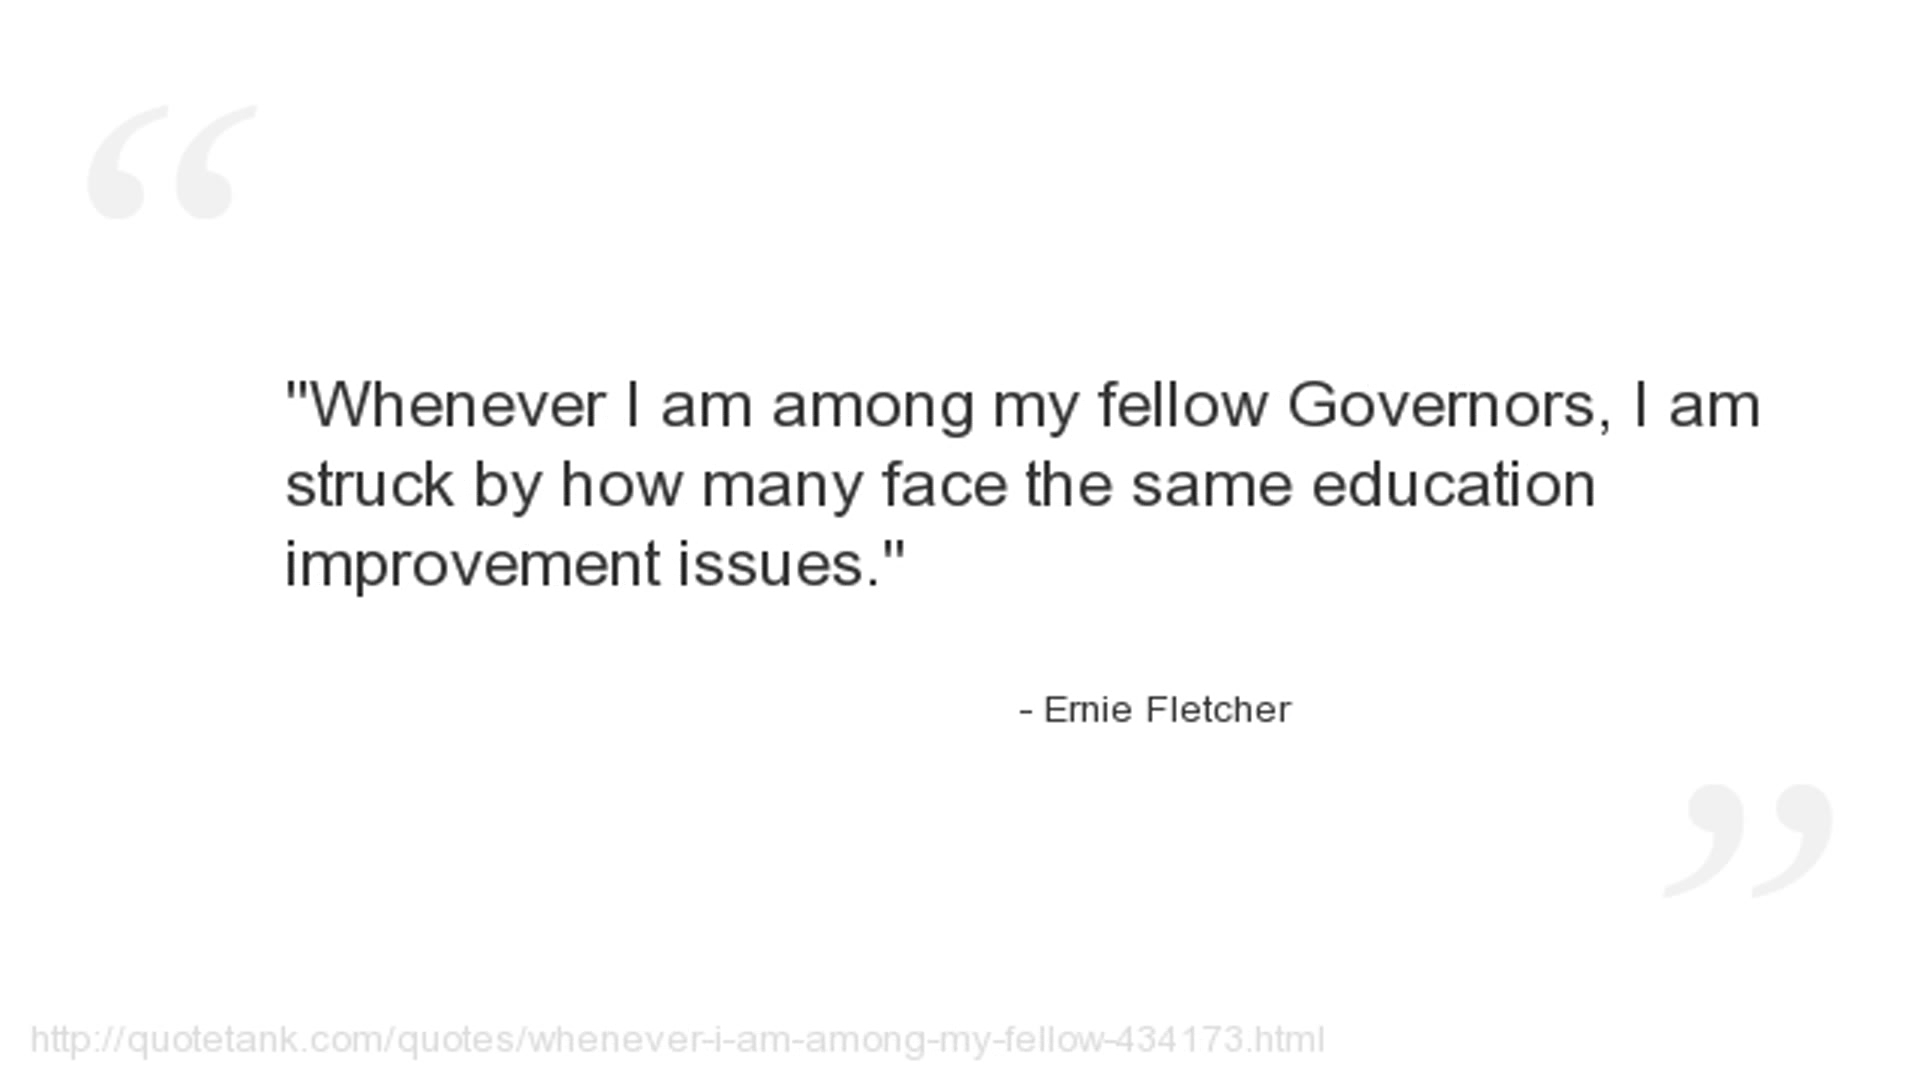 “
"Whenever I am among my fellow Governors, I am
struck by how many face the same education
improvement issues."
- Ernie Fletcher
”
http://quotetank.com/quotes/whenever-i-am-among-my-fellow-434173.html